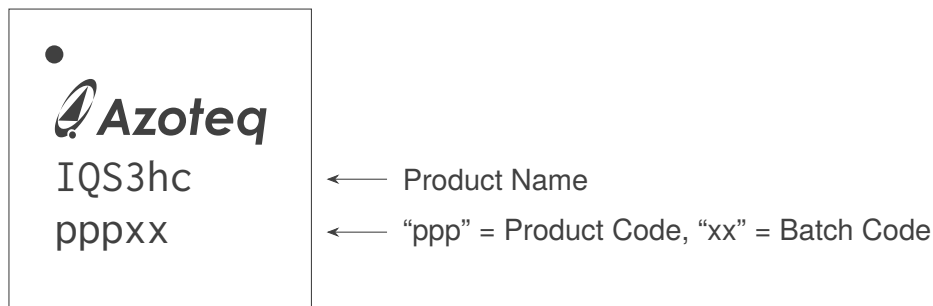 Azoteq
IQS3hc Product Name
pppxx “ppp” = Product Code, “xx” = Batch Code